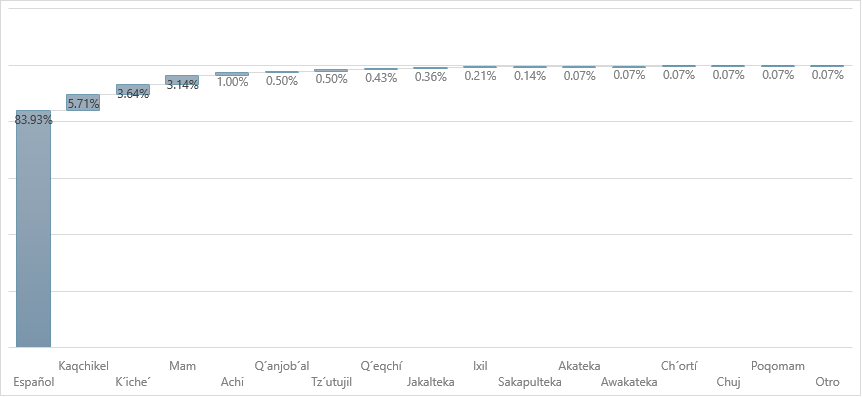 83.93%
5.71%
3.64%
3.14%
1.00%
0.50%
0.50%
0.43%
0.36%
0.21%
0.14%
0.07%
0.07%
0.07%
0.07%
0.07%
0.07%
Español
Kaqchikel
K´iche´
Mam
Achi
Q´anjob´al
Tz´utujil
Q´eqchí
Jakalteka
Ixil
Sakapulteka
Akateka
Awakateka
Ch´ortí
Chuj
Poqomam
Otro